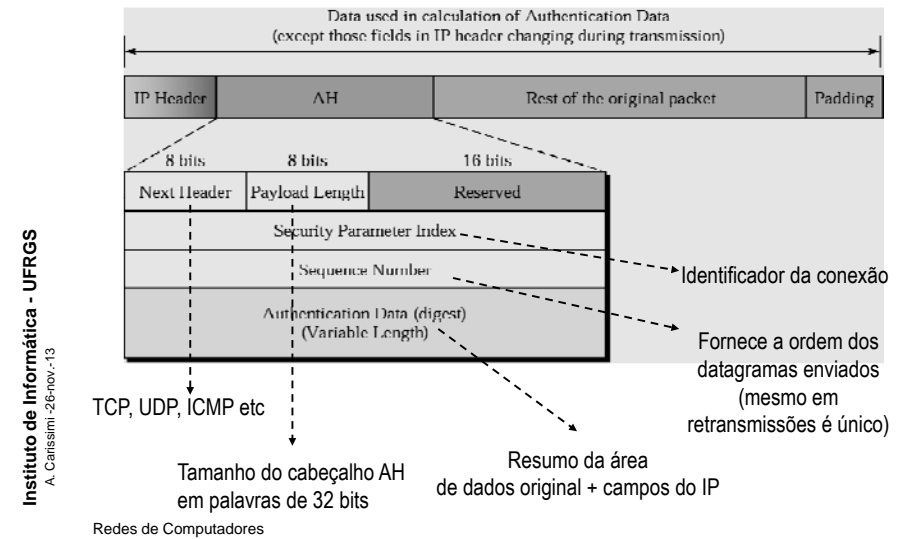 Data used in calculation of Authentication Data
(except those fields in IP header changing during transmission)
IP Header
AH
Rest of the original packet
Padding
8 bits
8 bits
16 bits
Next Header
Payload Length
Reserved
Security Parameter Index
Sequence Number
Authentication Data (digest)
(Variable Length)
Identificador da conexão
Fornece a ordem dos
datagramas enviados
(mesmo em
retransmissões é único)
TCP, UDP, ICMP etc
Tamanho do cabeçalho AH
em palavras de 32 bits
Resumo da área
de dados original + campos do IP
Instituto de Informática - UFRGS
A. Carissimi -26-nov.-13
Redes de Computadores